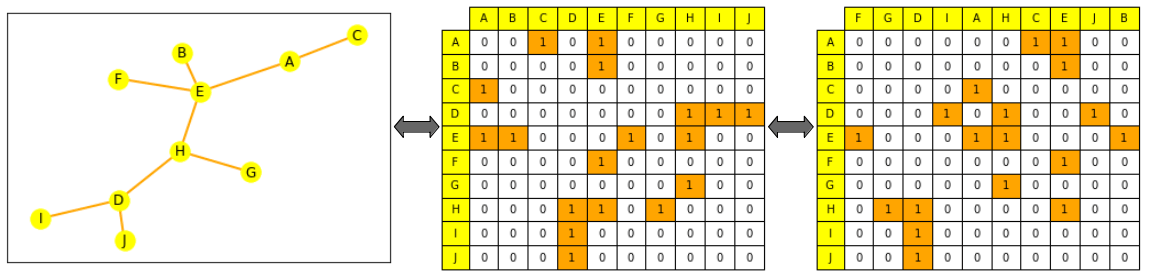 C
B
A
F
E
H
G
D
I
J
A B C D E F G H I J
A 0 0 1 0 1 0 0 0 0 0
B 0 0 0 0 1 0 0 0 0 0
C 1 0 0 0 0 0 0 0 0 0
D 0 0 0 0 0 0 0 1 1 1
E 1 1 0 0 0 1 0 1 0 0
F 0 0 0 0 1 0 0 0 0 0
G 0 0 0 0 0 0 0 1 0 0
H 0 0 0 1 1 0 1 0 0 0
I 0 0 0 1 0 0 0 0 0 0
J 0 0 0 1 0 0 0 0 0 0
F G D I A H C E J B
A 0 0 0 0 0 0 1 1 0 0
B 0 0 0 0 0 0 0 1 0 0
C 0 0 0 0 1 0 0 0 0 0
D 0 0 0 1 0 1 0 0 1 0
E 1 0 0 0 1 1 0 0 0 1
F 0 0 0 0 0 0 0 1 0 0
G 0 0 0 0 0 1 0 0 0 0
H 0 1 1 0 0 0 0 1 0 0
I 0 0 1 0 0 0 0 0 0 0
J 0 0 1 0 0 0 0 0 0 0